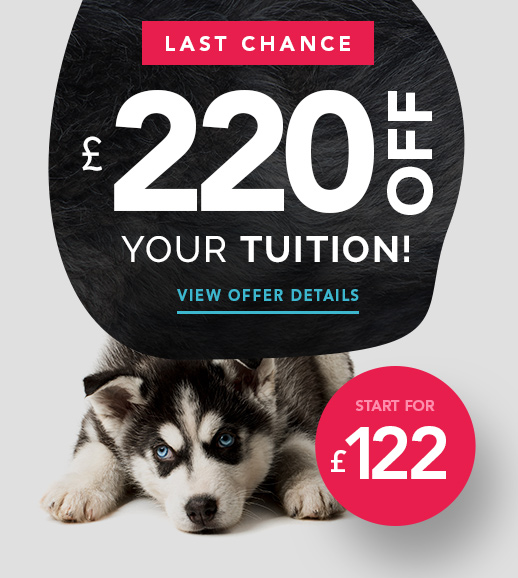 LAST CHANCE
£220 OFF
YOUR TUITION!
VIEW OFFER DETAILS
START FOR
£122